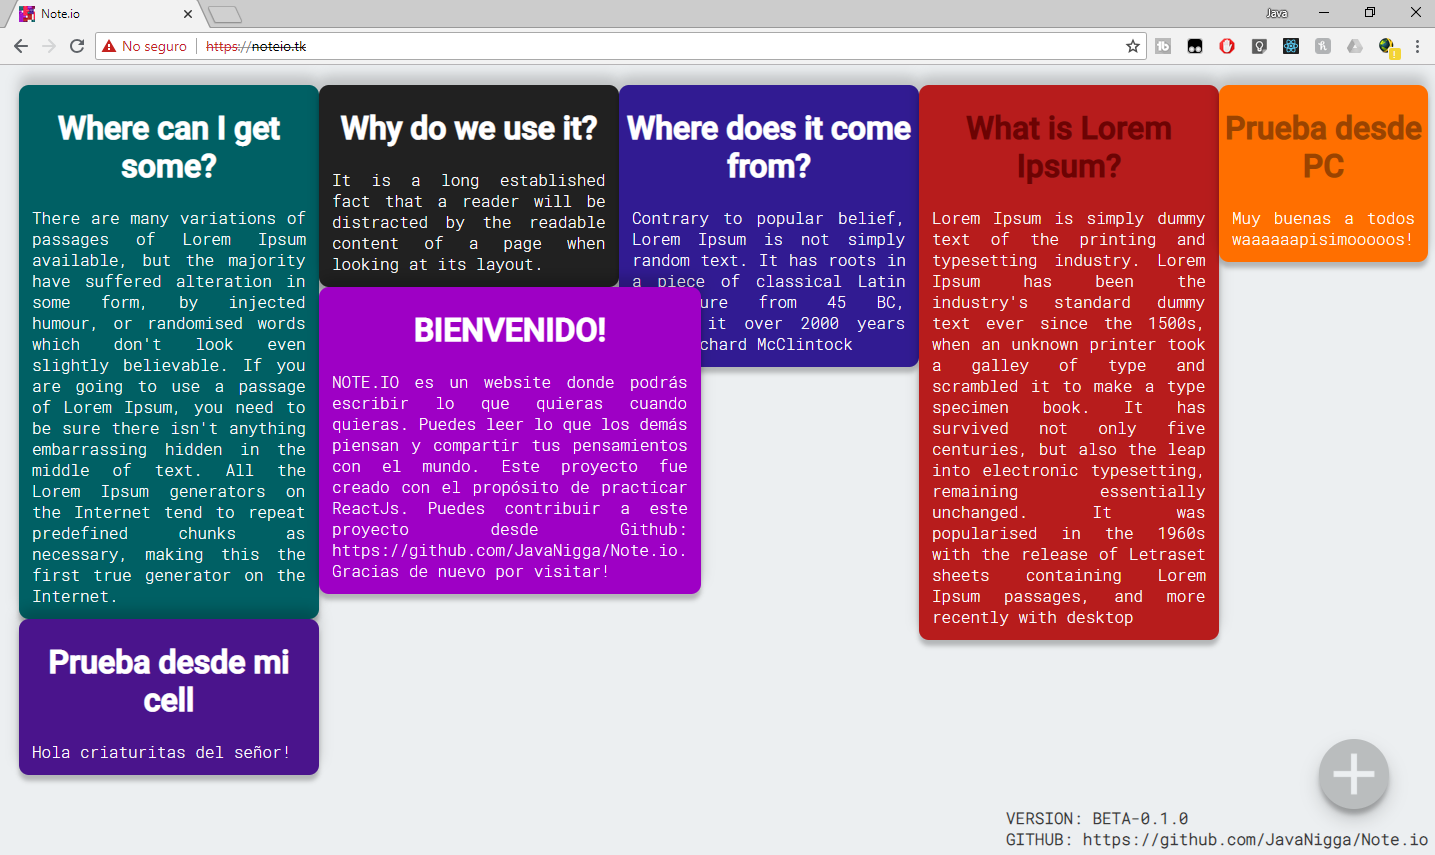 Note.io
Java
No seguro
https://noteio.tk
Where can I get
some?
There are many variations of
passages of Lorem Ipsum
available, but the majority
have suffered alteration in
some form, by injected
humour, or randomised words
which don't look even
slightly believable. If you
are going to use a passage
of Lorem Ipsum, you need to
be sure there isn't anything
embarrassing hidden in the
middle of text. All the
Lorem Ipsum generators on
the Internet tend to repeat
predefined chunks as
necessary, making this the
first true generator on the
Internet.
Prueba desde mi
cell
Hola criaturitas del señor!
Why do we use it?
It is a long established
fact that a reader will be
distracted by the readable
content of a page when
looking at its layout.
BIENVENIDO!
NOTE.IO es un website donde podrás
escribir lo que quieras cuando
quieras. Puedes leer lo que los demás
piensan y compartir tus pensamientos
con el mundo. Este proyecto fue
creado con el propósito de practicar
ReactJs. Puedes contribuir a este
proyecto desde Github:
https://github.com/JavaNigga/Note.io.
Gracias de nuevo por visitar!
Where does it come
from?
Contrary to popular belief,
Lorem Ipsum is not simply
random text. It has roots in
a piece of classical Latin
ure from 45 BC,
it over 2000 years
chard McClintock
What is Lorem
Ipsum?
Lorem Ipsum is simply dummy
text of the printing and
typesetting industry. Lorem
Ipsum has been the
industry's standard dummy
text ever since the 1500s,
when an unknown printer took
a galley of type and
scrambled it to make a type
specimen book. It has
survived not only five
centuries, but also the leap
into electronic typesetting,
remaining essentially
unchanged. It was
popularised in the 1960s
with the release of Letraset
sheets containing Lorem
Ipsum passages, and more
recently with desktop
Prueba desde
PC
Muy buenas a todos
waaaaaapisimooooos!
VERSION: BETA-0.1.0
GITHUB: https://github.com/JavaNigga/Note.io